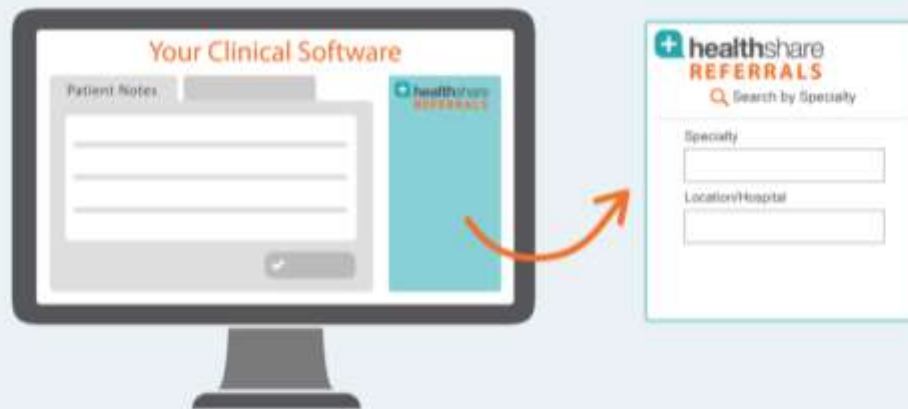 Your Clinical Software
Patient Notes
healthshare
REFERRALS
healthshare
REFERRALS
Search by Specialty
Specialty
Location/Hospital